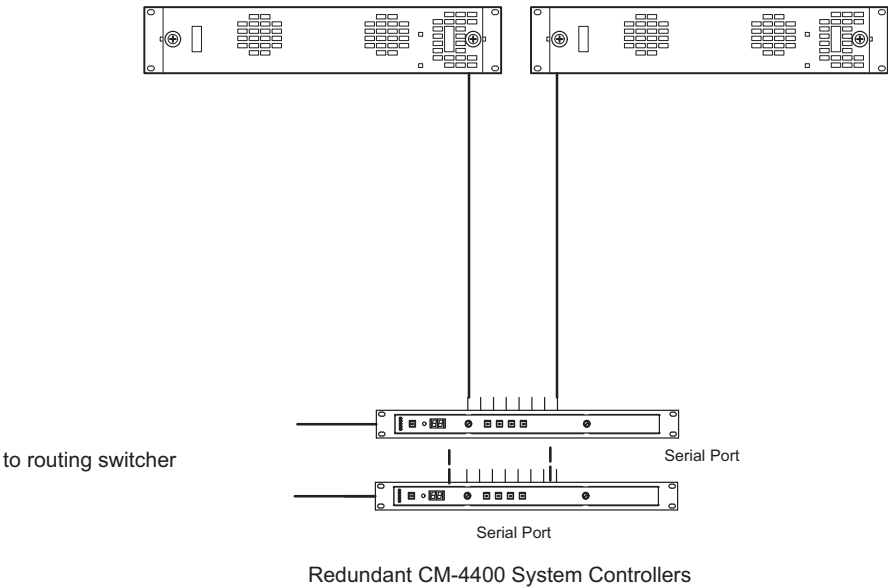 Serial Port
to routing switcher
Serial Port
Redundant CM-4400 System Controllers